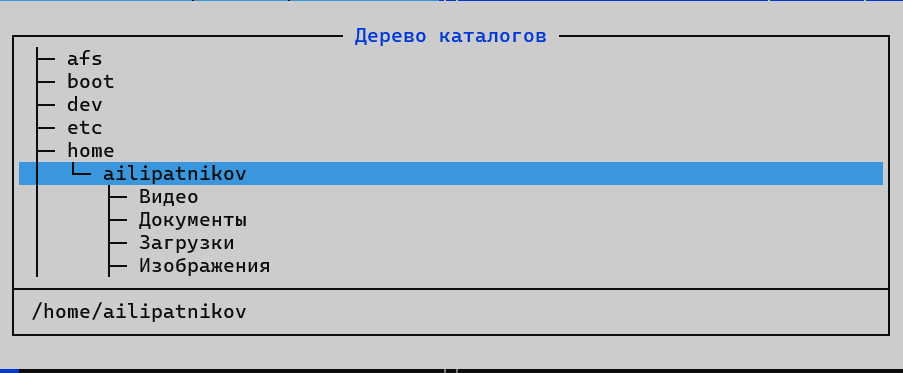 Дерево каталогов
afs
boot
dev
etc
home
ailipatnikov
Видео
Документы
Загрузки
Изображения
/home/ailipatnikov